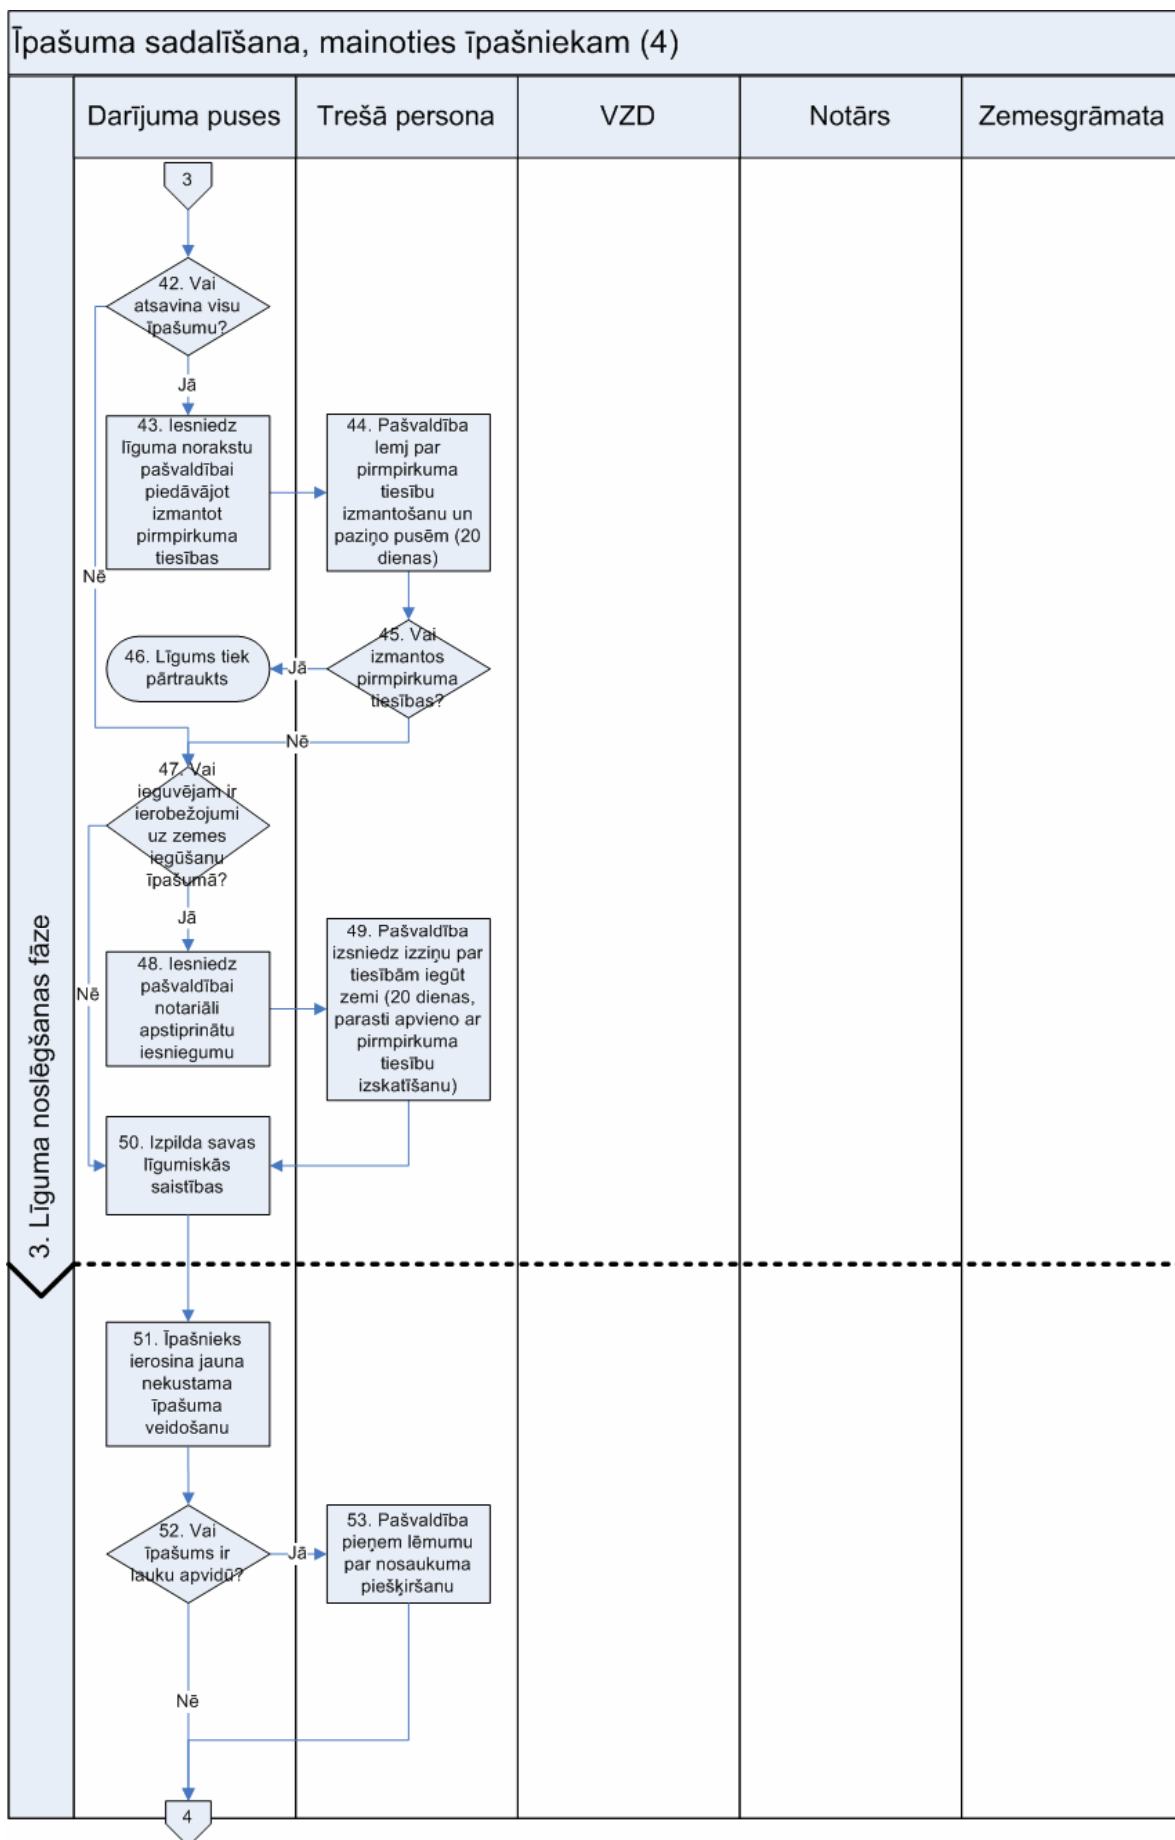 Īpašuma sadalīšana, mainoties īpašniekam (4)
Darījuma puses
Trešā persona
VZD
Notārs
Zemesgrāmata
3. Līguma noslēgšanas fāze
3
42. Vai
atsavina visu
īpašumu?
Jā
Nē
43. Iesniedz
līguma norakstu
pašvaldībai
piedāvājot
izmantot
pirmpirkuma
tiesības
44. Pašvaldība
lemj par
pirmpirkuma
tiesību
izmantošanu un
paziņo pusēm (20
dienas)
45. Vai
izmantos
pirmpirkuma
tiesības?
Jā
46. Līgums tiek
pārtraukts
Nē
47. Vai
ieguvējam ir
ierobežojumi
uz zemes
iegūšanu
īpašumā?
Jā
Nē
48. Iesniedz
pašvaldībai
notariāli
apstiprinātu
iesniegumu
49. Pašvaldība
izsniedz izziņu par
tiesībām iegūt
zemi (20 dienas,
parasti apvieno ar
pirmpirkuma
tiesību
izskatīšanu)
50. Izpilda savas
līgumiskās
saistības
51. Īpašnieks
ierosina jauna
nekustama
īpašuma
veidošanu
52. Vai
īpašums ir
lauku apvidū?
Jā
53. Pašvaldība
pieņem lēmumu
par nosaukuma
piešķiršanu
Nē
4